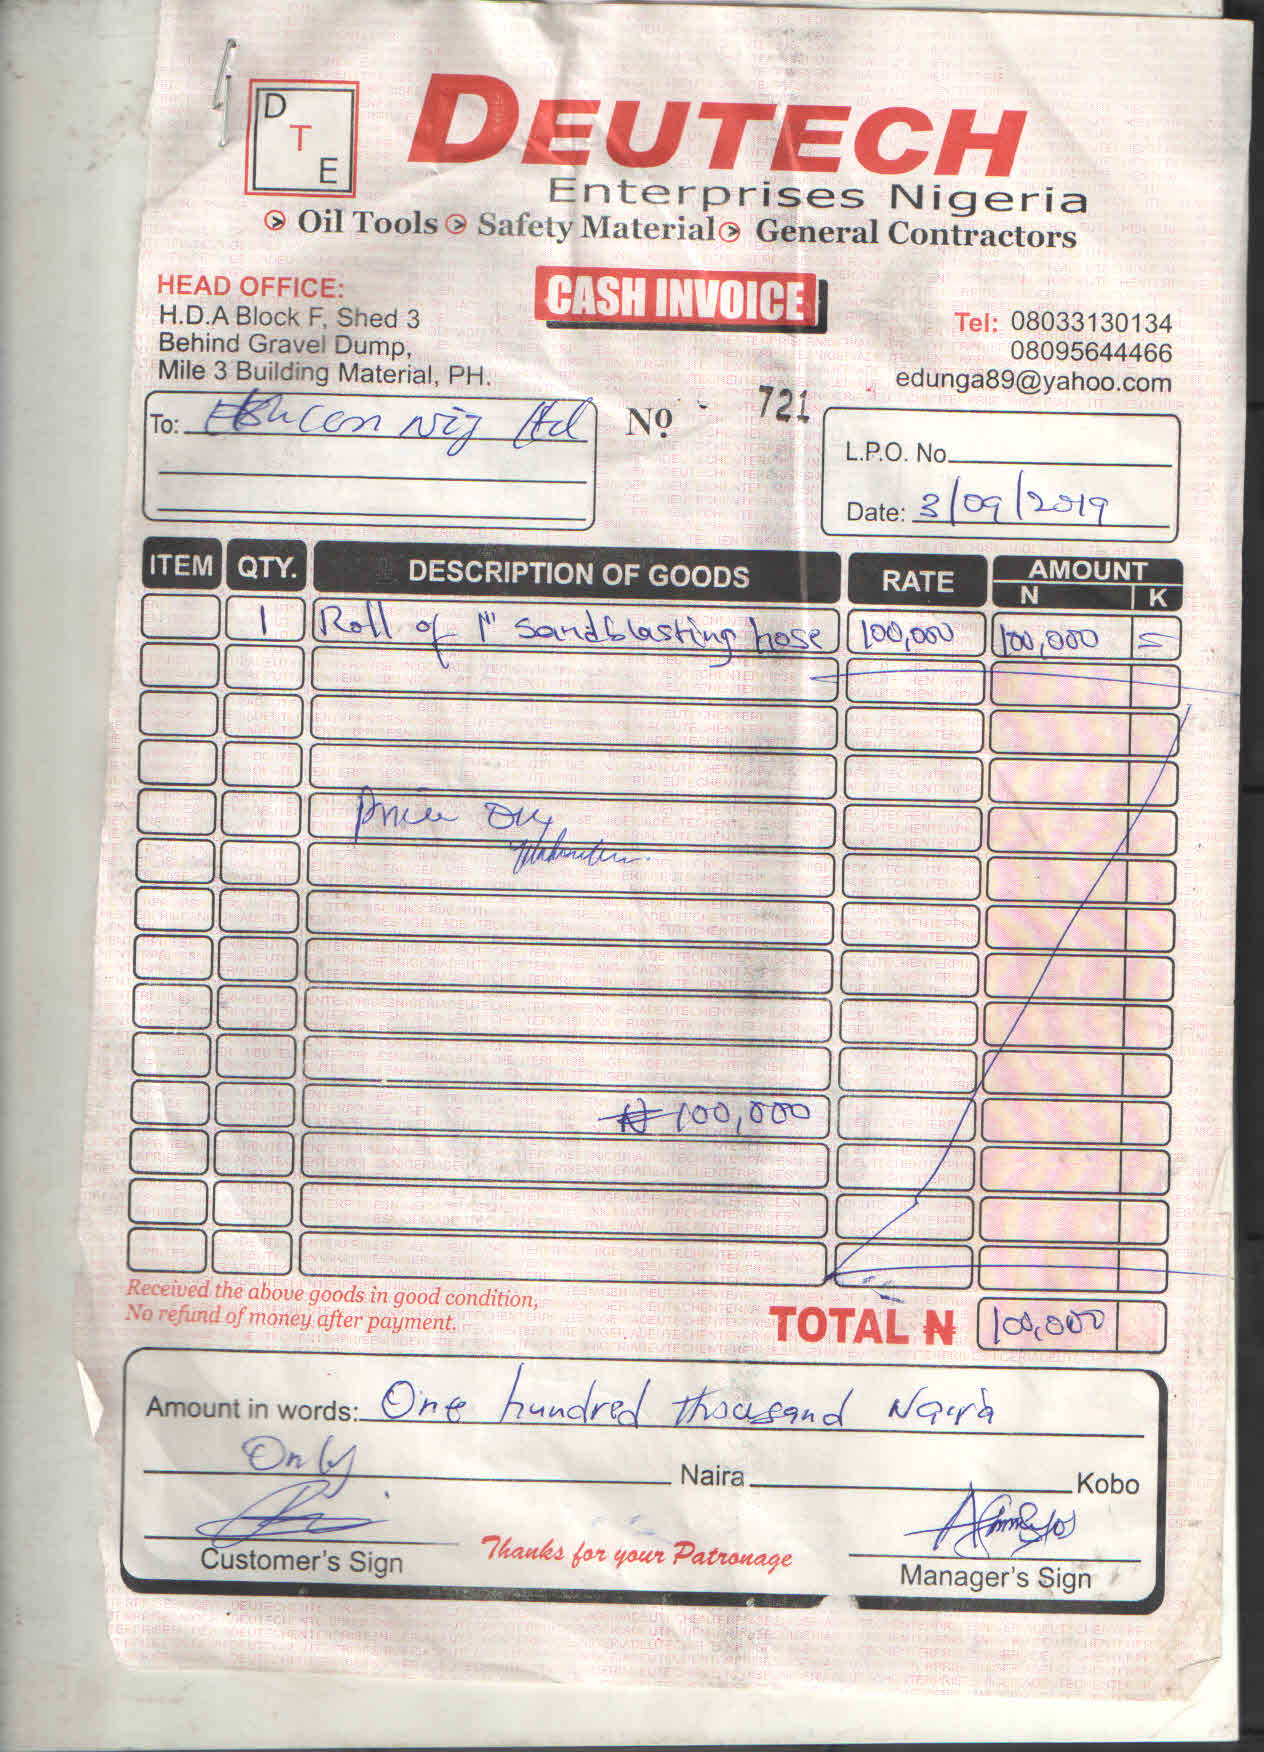 D
T
E
DEUTECH
Enterprises Nigeria
Oil Tools Safety Material General Contractors
CASH INVOICE
HEAD OFFICE:
H.D.A Block F, Shed 3
Behind Gravel Dump,
Mile 3 Building Material, PH.
Tel: 08033130134
08095644466
edunga89@yahoo.com
To: Nig Ltd
No 721
L.P.O. No
Date: 3/09/2019
ITEM QTY. DESCRIPTION OF GOODS RATE AMOUNT
N K
1 Roll of 1" sandblasting hose 100,000 100,000 =
Price
₦ 100,000
Received the above goods in good condition,
No refund of money after payment.
TOTAL ₦ 100,000
Amount in words: One hundred thousand Naira
Only Naira Kobo
Customer's Sign
Thanks for your Patronage
Manager's Sign